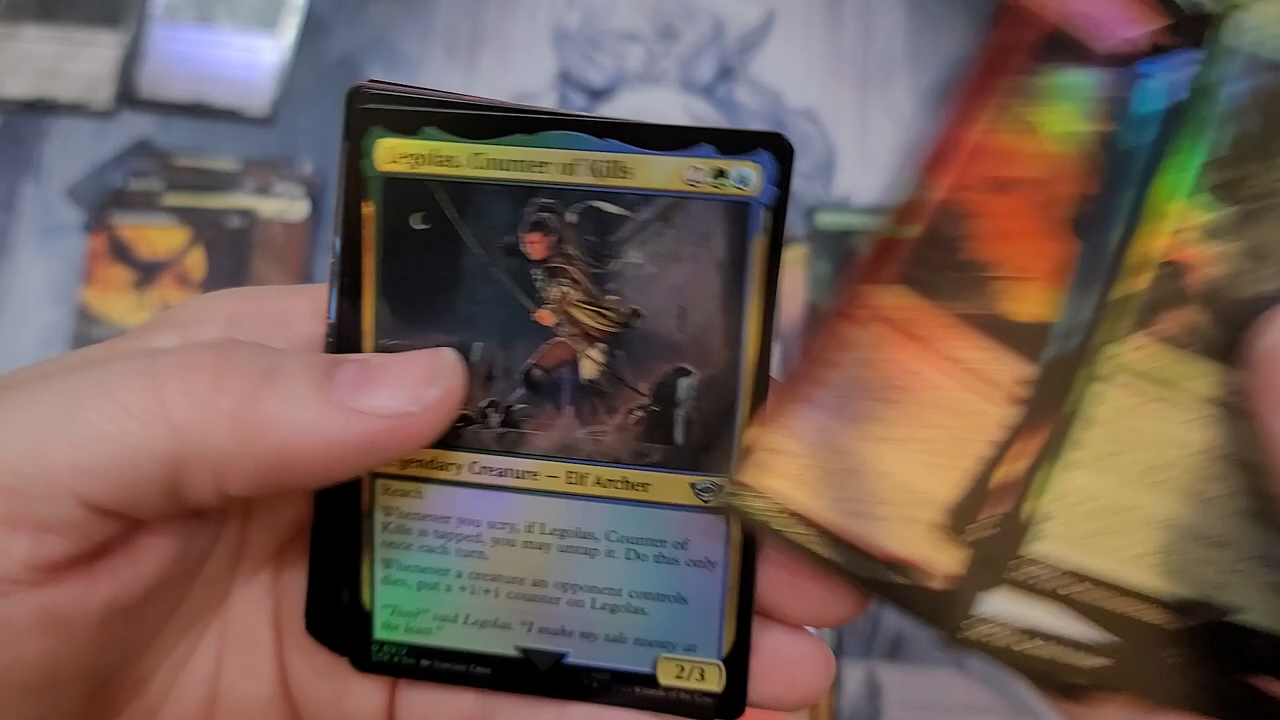 Legolas, Counter of Kills
Legendary Creature — Elf Archer
Reach
Whenever you scry, if Legolas, Counter of
Kills is tapped, you may untap it. Do this only
once each turn.
Whenever a creature an opponent controls
dies, put a +1/+1 counter on Legolas.
said Legolas. "I make my tale twenty at
the least."
2/3